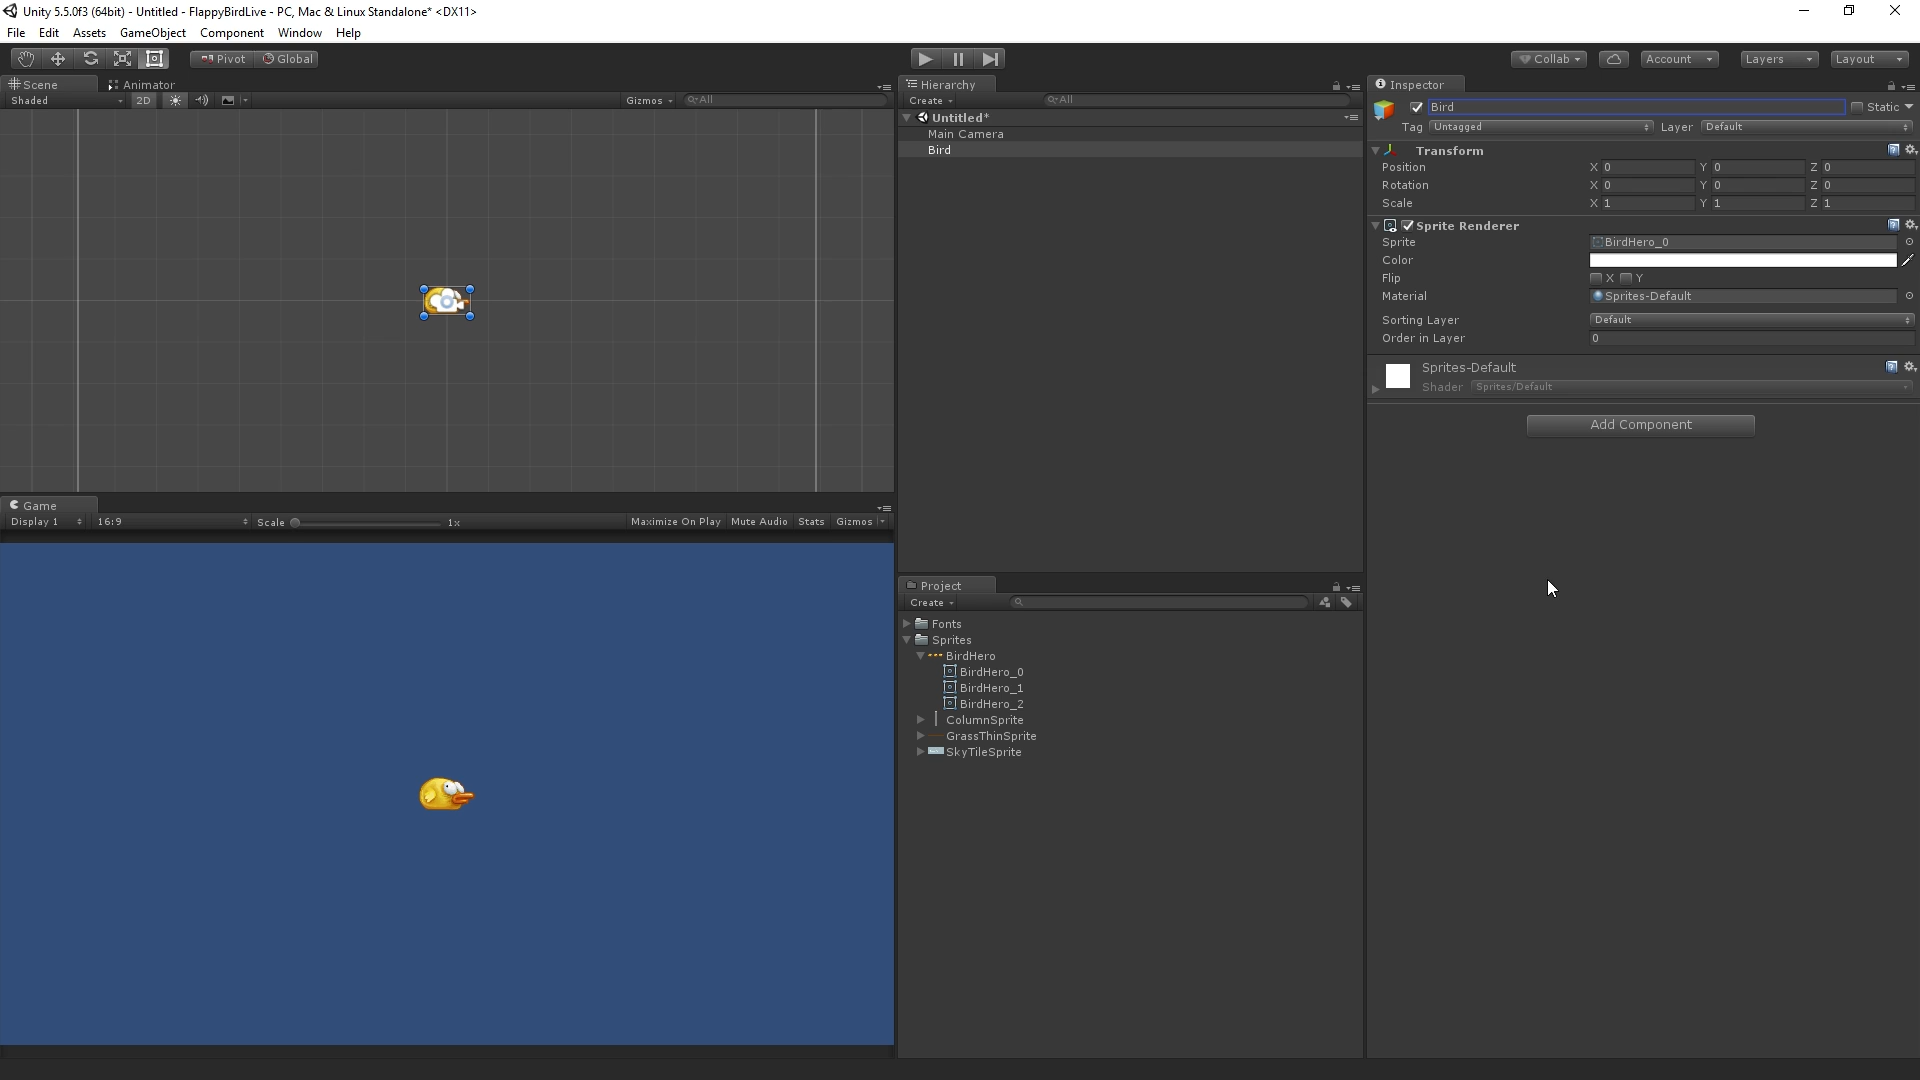 Unity 5.5.0f3 (64bit) - Untitled - FlappyBirdLive - PC, Mac & Linux Standalone* <DX11>
File Edit Assets GameObject Component Window Help
Pivot Global
Collab Account Layers Layout
Scene Animator
Shaded 2D Gizmos All
Hierarchy
Create All
Untitled*
Main Camera
Bird
Inspector
Bird Static
Tag Untagged Layer Default
Transform
Position X 0 Y 0 Z 0
Rotation X 0 Y 0 Z 0
Scale X 1 Y 1 Z 1
Sprite Renderer
Sprite BirdHero_0
Color
Flip X Y
Material Sprites-Default
Sorting Layer Default
Order in Layer 0
Sprites-Default
Shader Sprites/Default
Add Component
Game
Display 1 16:9 Scale 1x Maximize On Play Mute Audio Stats Gizmos
Project
Create
Fonts
Sprites
BirdHero
BirdHero_0
BirdHero_1
BirdHero_2
ColumnSprite
GrassThinSprite
SkyTileSprite